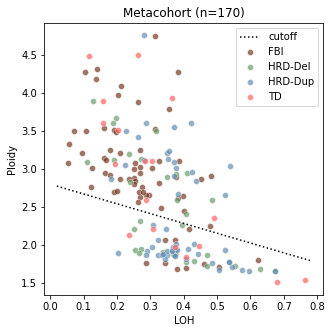 Metacohort (n=170)
cutoff
FBI
HRD-Del
HRD-Dup
TD
4.5
4.0
3.5
3.0
2.5
2.0
1.5
Ploidy
0.0 0.1 0.2 0.3 0.4 0.5 0.6 0.7 0.8
LOH